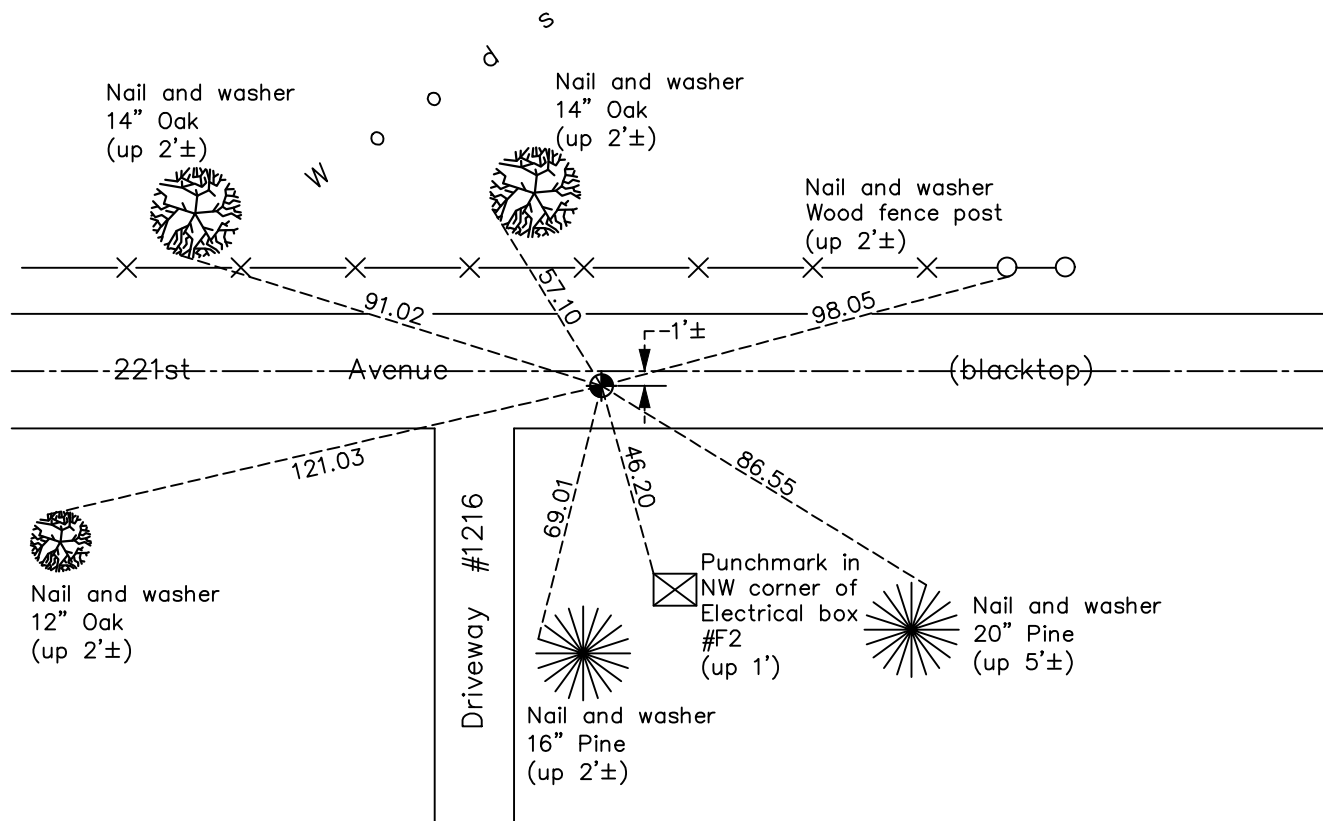 Woods
Nail and washer
14" Oak
(up 2'±)
Nail and washer
14" Oak
(up 2'±)
Nail and washer
Wood fence post
(up 2'±)
91.02
57.10
98.05
1'±
221st Avenue (blacktop)
121.03
69.01
46.20
86.55
Driveway #1216
Nail and washer
12" Oak
(up 2'±)
Punchmark in
NW corner of
Electrical box
#F2
(up 1')
Nail and washer
20" Pine
(up 5'±)
Nail and washer
16" Pine
(up 2'±)